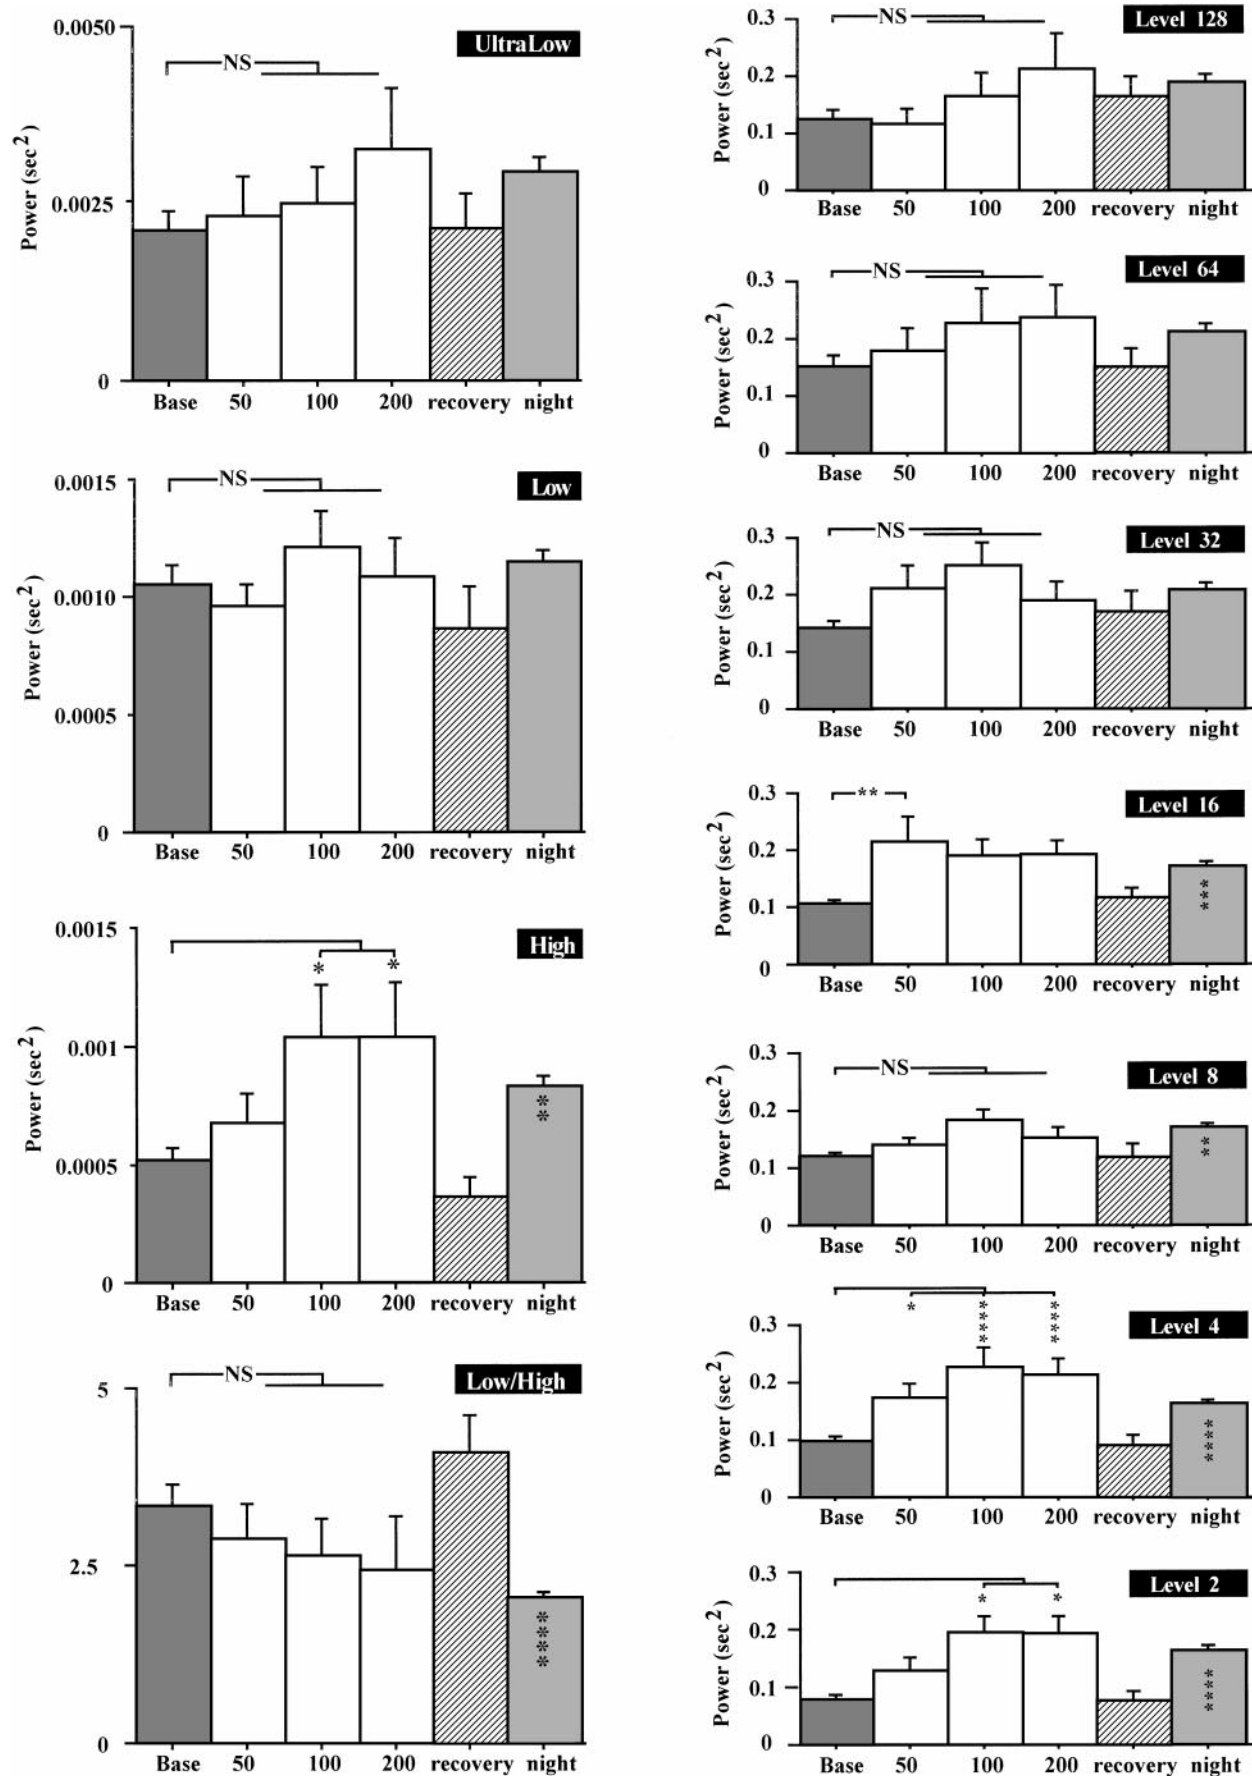 UltraLow
0.0050
NS
Power (sec2)
0.0025
0
Base 50 100 200 recovery night
Low
0.0015
NS
Power (sec2)
0.0010
0.0005
0
Base 50 100 200 recovery night
High
0.0015
* *
Power (sec2)
0.001
**
0.0005
0
Base 50 100 200 recovery night
Low/High
NS
5
2.5
****
0
Base 50 100 200 recovery night
Level 128
0.3
NS
0.2
Power (sec2)
0.1
0
Base 50 100 200 recovery night
Level 64
0.3
NS
0.2
Power (sec2)
0.1
0
Base 50 100 200 recovery night
Level 32
0.3
NS
0.2
Power (sec2)
0.1
0
Base 50 100 200 recovery night
Level 16
0.3
**
0.2
Power (sec2)
***
0.1
0
Base 50 100 200 recovery night
Level 8
0.3
NS
0.2
Power (sec2)
**
0.1
0
Base 50 100 200 recovery night
Level 4
* **** ****
0.3
0.2
Power (sec2)
****
0.1
0
Base 50 100 200 recovery night
Level 2
0.3
* *
0.2
Power (sec2)
****
0.1
0
Base 50 100 200 recovery night